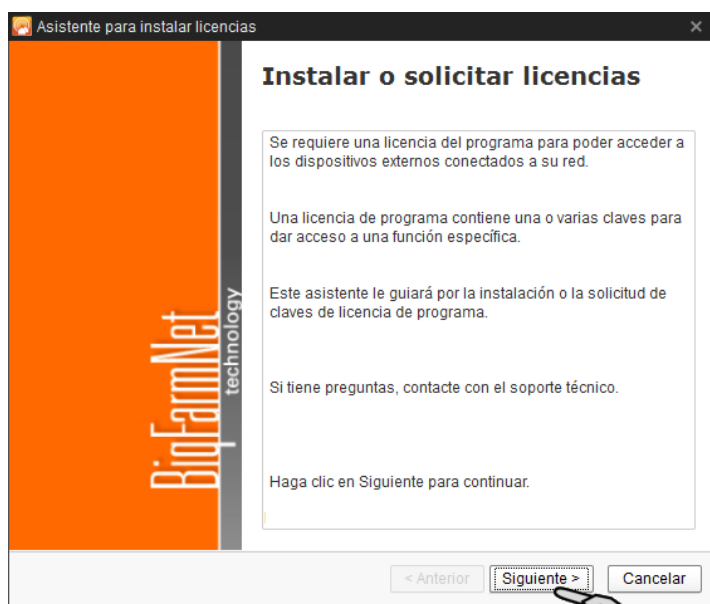 Asistente para instalar licencias
Instalar o solicitar licencias
Se requiere una licencia del programa para poder acceder a
los dispositivos externos conectados a su red.
Una licencia de programa contiene una o varias claves para
dar acceso a una función específica.
Este asistente le guiará por la instalación o la solicitud de
claves de licencia de programa.
Si tiene preguntas, contacte con el soporte técnico.
Haga clic en Siguiente para continuar.
BigFarmNet
technology
< Anterior Siguiente > Cancelar